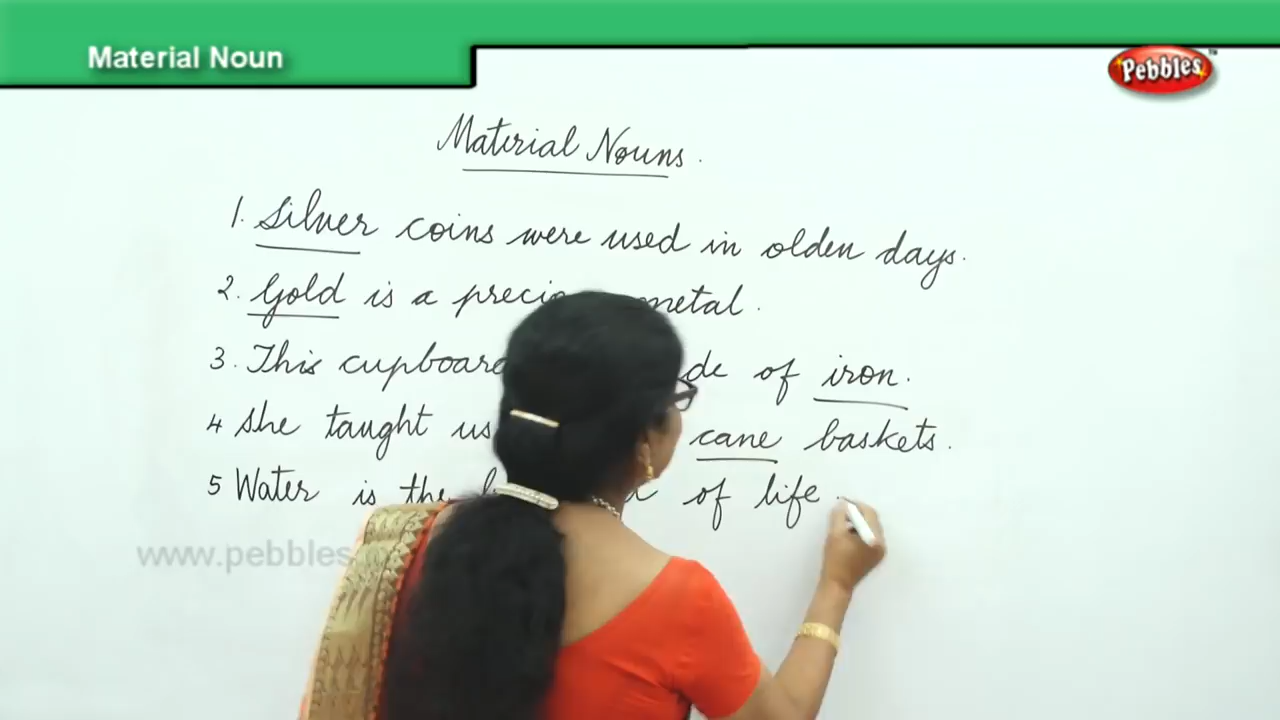 Material Noun
Pebbles™
Material Nouns.
1. Silver coins were used in olden days.
2. Gold is a metal.
3. This cupboard of iron.
4 She taught us cane baskets.
5 Water is the of life.
www.pebbles